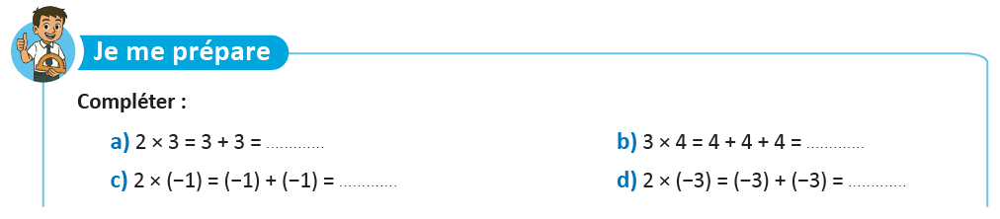 Je me prépare
Compléter :
a) 2 × 3 = 3 + 3 = .............
b) 3 × 4 = 4 + 4 + 4 = .............
c) 2 × (−1) = (−1) + (−1) = .............
d) 2 × (−3) = (−3) + (−3) = .............